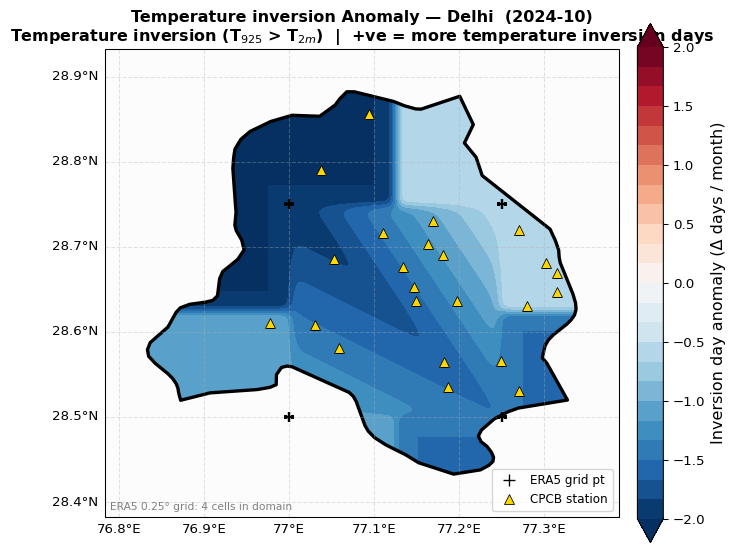 Temperature inversion Anomaly — Delhi  (2024-10)
Temperature inversion (T₉₂₅ > T₂ₘ)  |  +ve = more temperature inversion days
28.9°N
28.8°N
28.7°N
28.6°N
28.5°N
28.4°N
76.8°E 76.9°E 77°E 77.1°E 77.2°E 77.3°E
ERA5 0.25° grid: 4 cells in domain
ERA5 grid pt
CPCB station
2.0
1.5
1.0
0.5
0.0
−0.5
−1.0
−1.5
−2.0
Inversion day anomaly (Δ days / month)